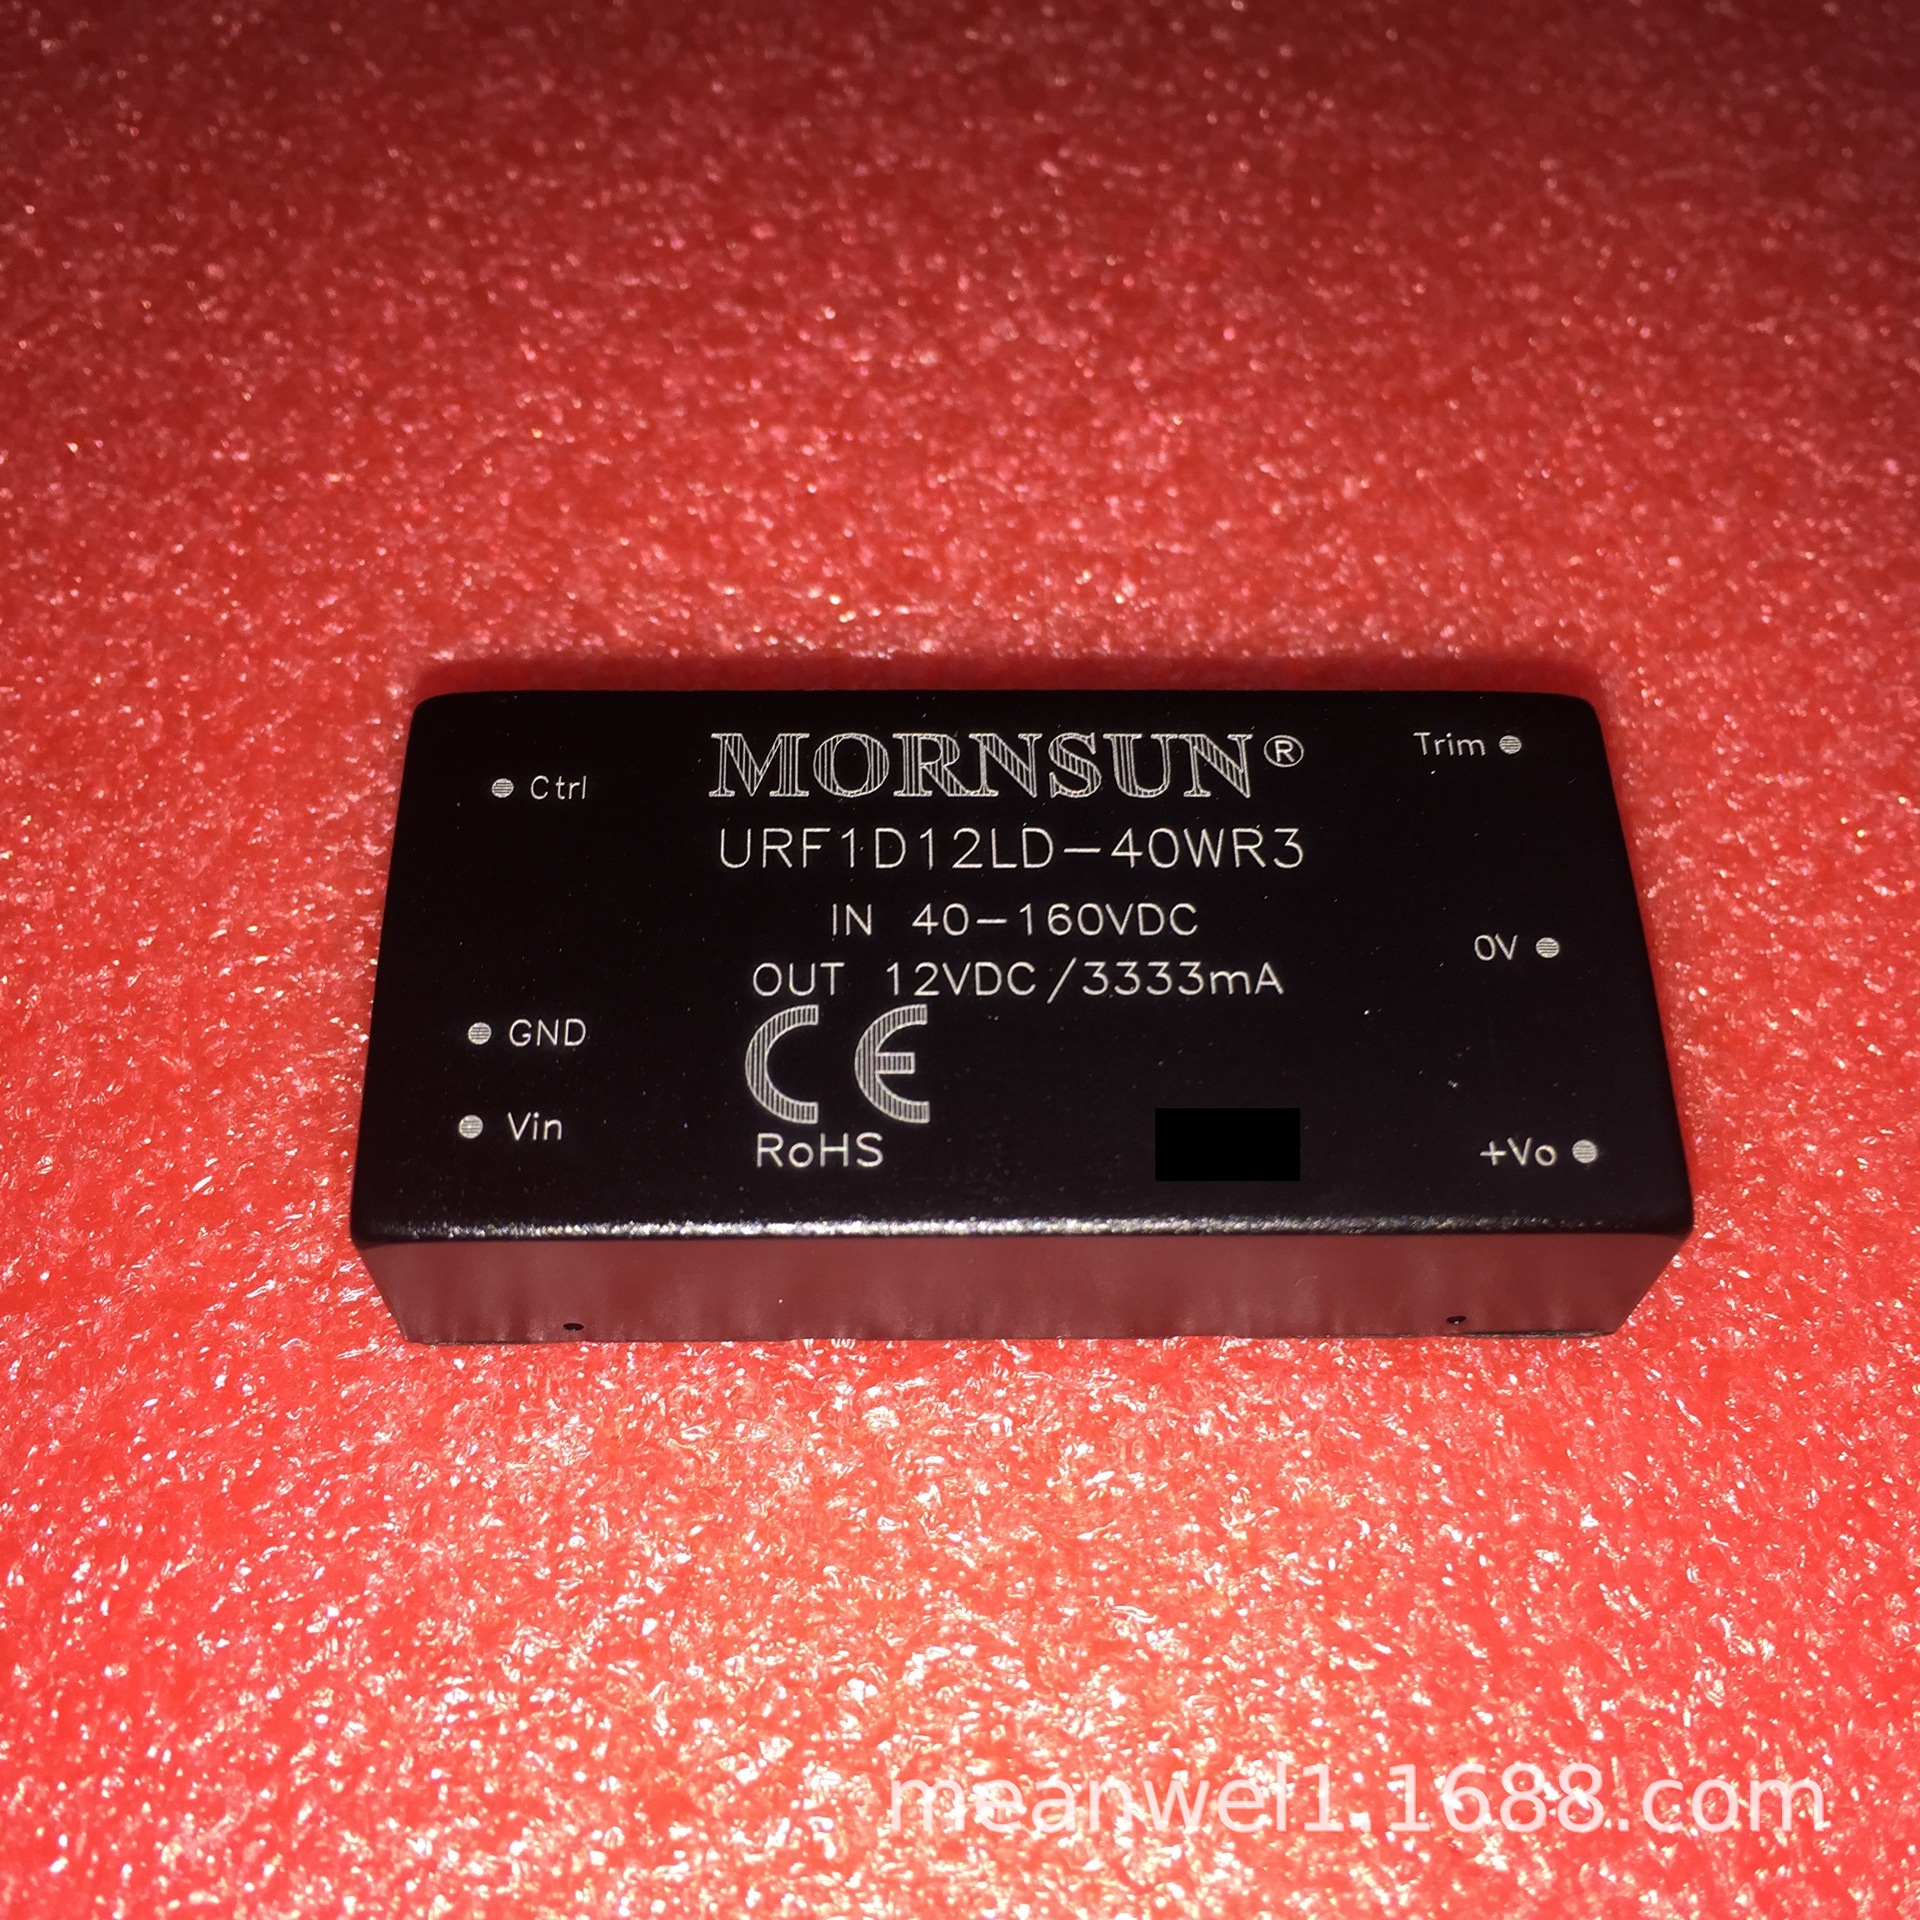 MORNSUN®
Trim
Ctrl
URF1D12LD-40WR3
IN 40-160VDC
0V
OUT 12VDC/3333mA
GND
CE
Vin
RoHS
+Vo
meanwel1.1688.com